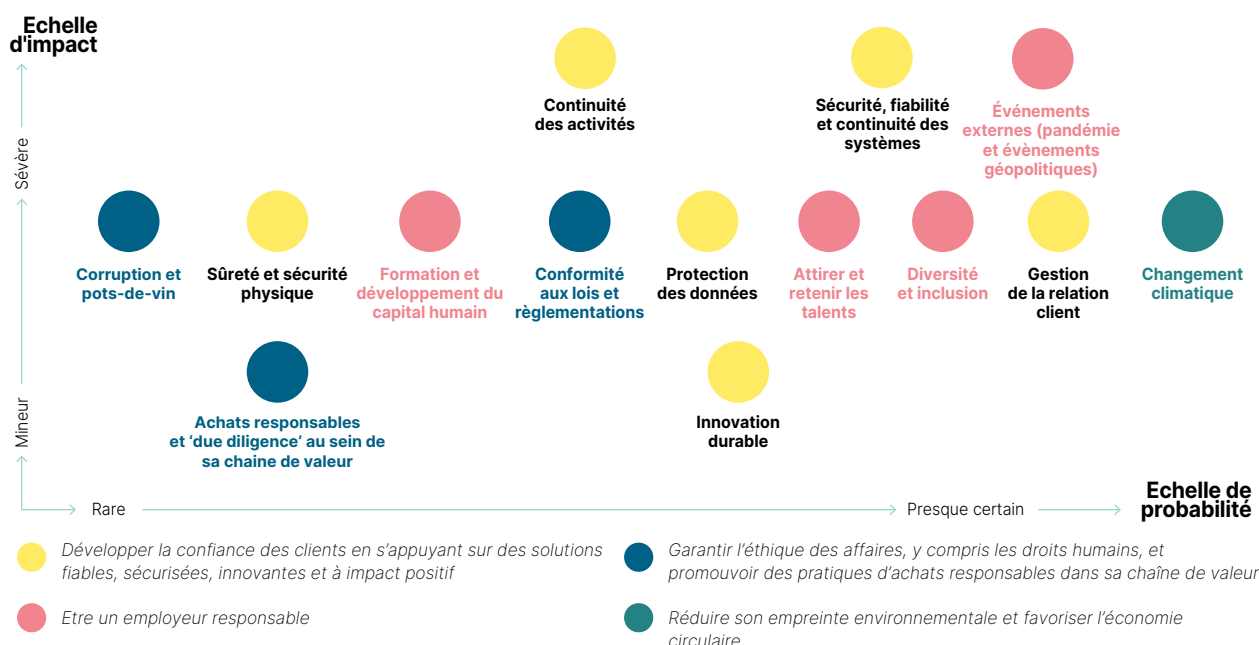 Echelle
d'impact
Continuité
des activités
Sécurité, fiabilité
et continuité des
systèmes
Événements
externes (pandémie
et évènements
géopolitiques)
Sévère
Corruption et
pots-de-vin
Sûreté et sécurité
physique
Formation et
développement du
capital humain
Conformité
aux lois et
règlementations
Protection
des données
Attirer et
retenir les
talents
Diversité
et inclusion
Gestion
de la relation
client
Changement
climatique
Mineur
Achats responsables
et ‘due diligence’ au sein de
sa chaine de valeur
Innovation
durable
Rare
Presque certain
Echelle de
probabilité
Développer la confiance des clients en s’appuyant sur des solutions
fiables, sécurisées, innovantes et à impact positif
Garantir l’éthique des affaires, y compris les droits humains, et
promouvoir des pratiques d’achats responsables dans sa chaîne de valeur
Etre un employeur responsable
Réduire son empreinte environnementale et favoriser l’économie
circulaire